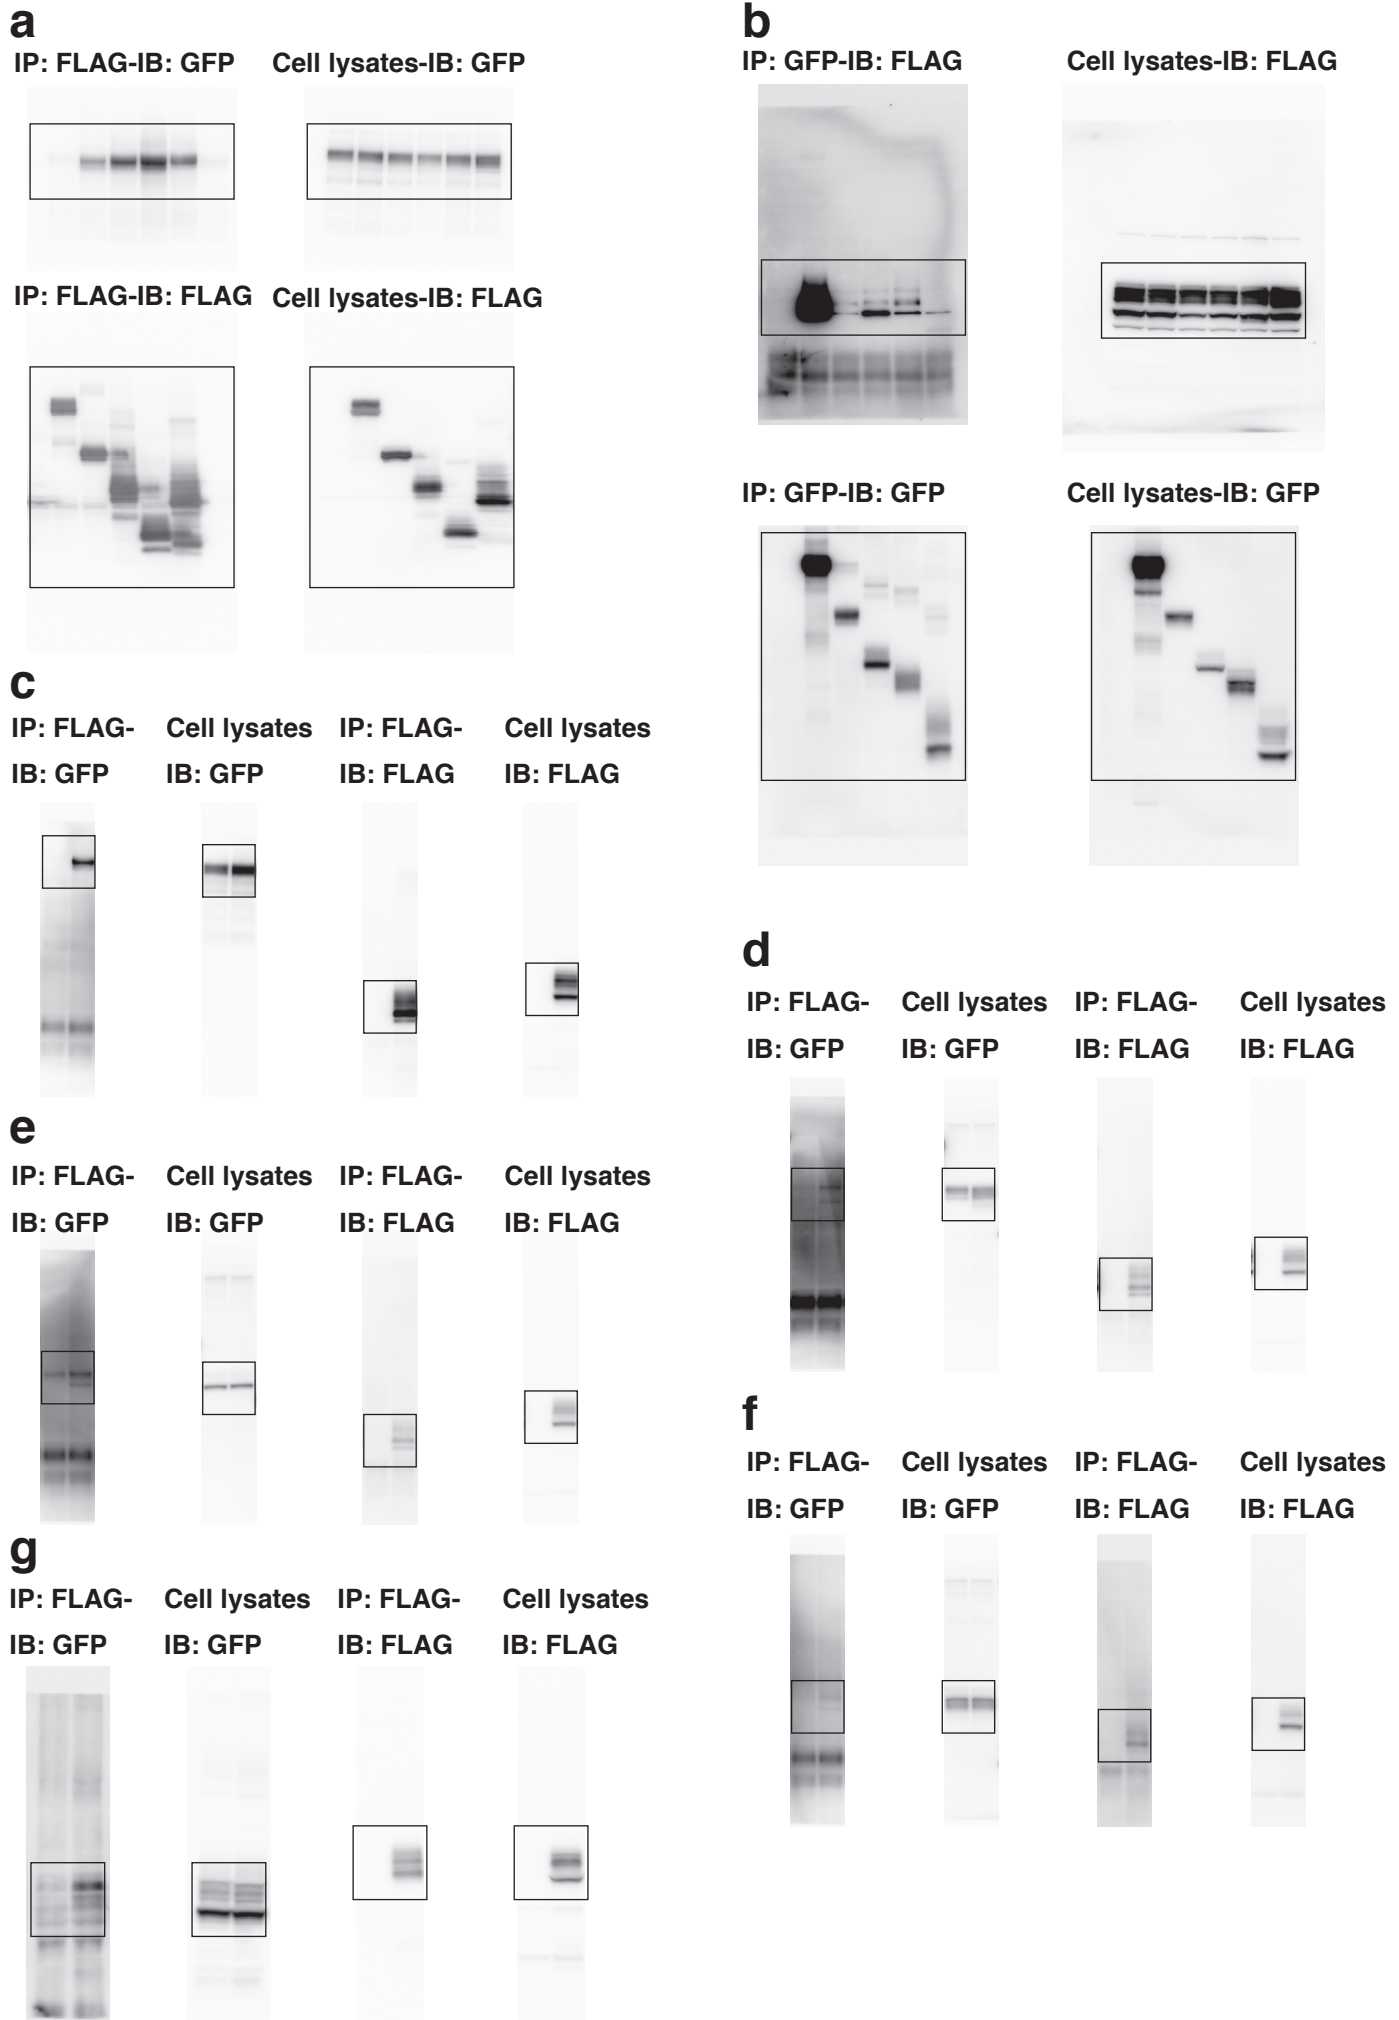 a
IP: FLAG-IB: GFP
Cell lysates-IB: GFP
IP: FLAG-IB: FLAG
Cell lysates-IB: FLAG
b
IP: GFP-IB: FLAG
Cell lysates-IB: FLAG
IP: GFP-IB: GFP
Cell lysates-IB: GFP
c
IP: FLAG-
IB: GFP
Cell lysates
IB: GFP
IP: FLAG-
IB: FLAG
Cell lysates
IB: FLAG
d
IP: FLAG-
IB: GFP
Cell lysates
IB: GFP
IP: FLAG-
IB: FLAG
Cell lysates
IB: FLAG
e
IP: FLAG-
IB: GFP
Cell lysates
IB: GFP
IP: FLAG-
IB: FLAG
Cell lysates
IB: FLAG
f
IP: FLAG-
IB: GFP
Cell lysates
IB: GFP
IP: FLAG-
IB: FLAG
Cell lysates
IB: FLAG
g
IP: FLAG-
IB: GFP
Cell lysates
IB: GFP
IP: FLAG-
IB: FLAG
Cell lysates
IB: FLAG